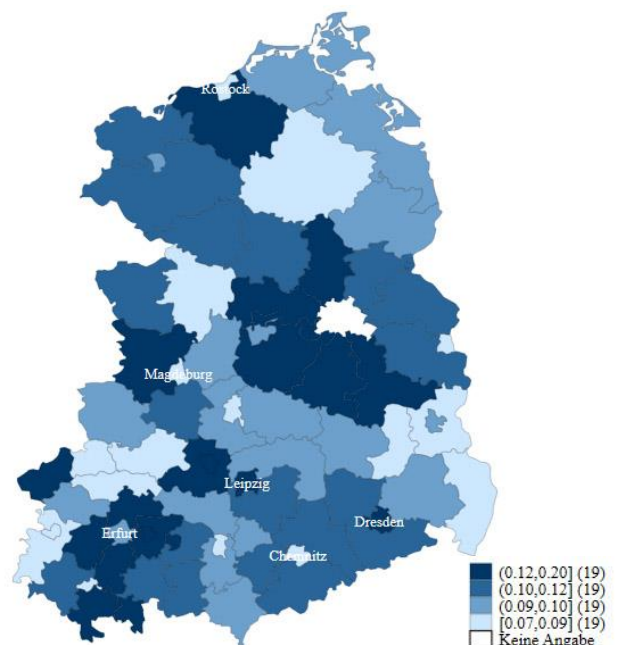 Rostock
Magdeburg
Leipzig
Erfurt
Dresden
Chemnitz
(0.12,0.20] (19)
(0.10,0.12] (19)
(0.09,0.10] (19)
[0.07,0.09] (19)
Keine Angabe